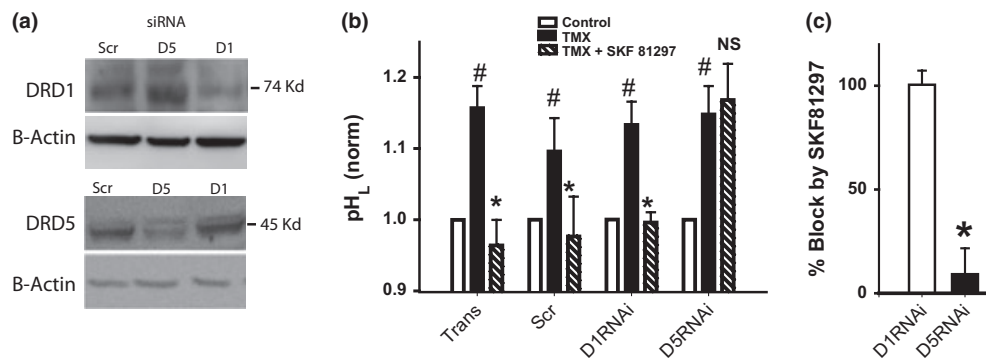 (a)
siRNA
Scr D5 D1
DRD1
– 74 Kd
B-Actin
Scr D5 D1
DRD5
– 45 Kd
B-Actin
(b)
Control
TMX
TMX + SKF 81297
NS
# # # #
* * *
pHL (norm)
1.2
1.1
1.0
0.9
Trans
Scr
D1RNAi
D5RNAi
(c)
% Block by SKF81297
100
50
0
*
D1RNAi
D5RNAi